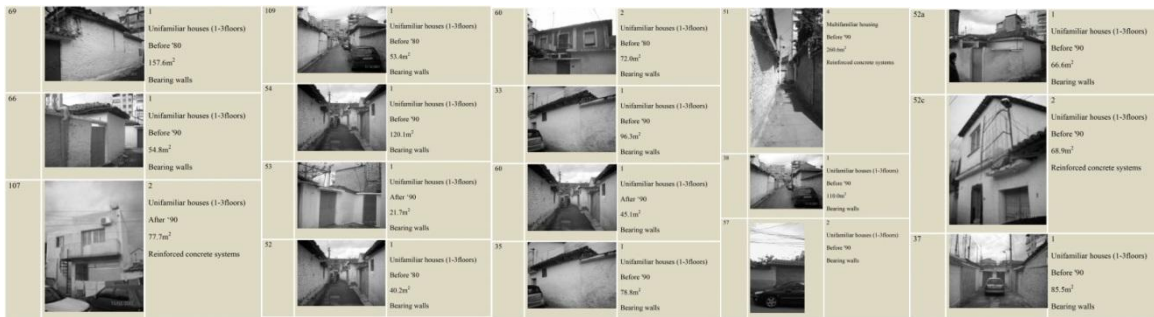 69
1
Unifamiliar houses (1-3floors)
Before '80
157.6m²
Bearing walls
66
1
Unifamiliar houses (1-3floors)
Before '90
54.8m²
Bearing walls
107
2
Unifamiliar houses (1-3floors)
After '90
77.7m²
Reinforced concrete systems
109
1
Unifamiliar houses (1-3floors)
Before '80
53.4m²
Bearing walls
54
1
Unifamiliar houses (1-3floors)
Before '90
120.1m²
Bearing walls
53
1
Unifamiliar houses (1-3floors)
After '90
21.7m²
Bearing walls
52
1
Unifamiliar houses (1-3floors)
Before '80
40.2m²
Bearing walls
60
2
Unifamiliar houses (1-3floors)
Before '80
72.0m²
Bearing walls
33
1
Unifamiliar houses (1-3floors)
Before '90
96.3m²
Bearing walls
60
1
Unifamiliar houses (1-3floors)
After '90
45.1m²
Bearing walls
35
1
Unifamiliar houses (1-3floors)
Before '90
78.8m²
Bearing walls
Multifamiliar housing
Before '90
260.6m²
Reinforced concrete systems
1
Unifamiliar houses (1-3floors)
Before '90
110.0m²
Bearing walls
2
Unifamiliar houses (1-3floors)
Before '90
Bearing walls
52a
1
Unifamiliar houses (1-3floors)
Before '90
66.6m²
Bearing walls
52c
2
Unifamiliar houses (1-3floors)
Before '90
68.9m²
Reinforced concrete systems
37
1
Unifamiliar houses (1-3floors)
Before '90
85.5m²
Bearing walls